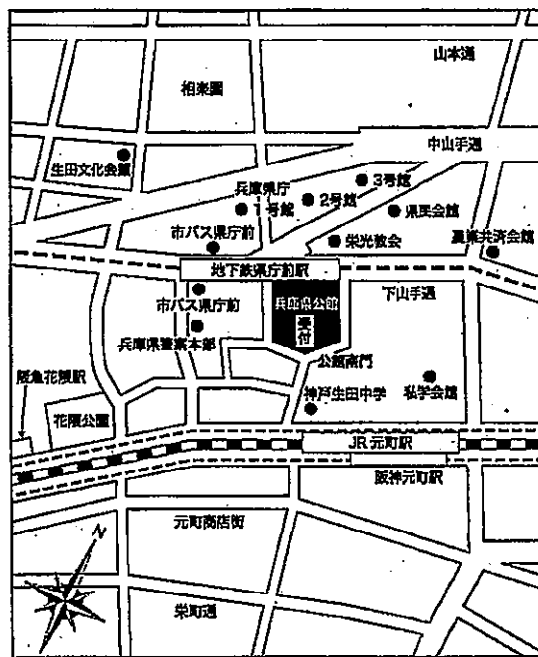 山本通
相楽園
中山手通
生田文化会館
3号館
兵庫県庁
2号館
1号館
県民会館
市バス県庁前
栄光教会
農業共済会館
地下鉄県庁前駅
市バス県庁前
兵庫県公館
下山手通
受付
兵庫県警察本部
公館南門
阪急花隈駅
神戸生田中学
私学会館
花隈公園
JR元町駅
阪神元町駅
元町商店街
N
栄町通